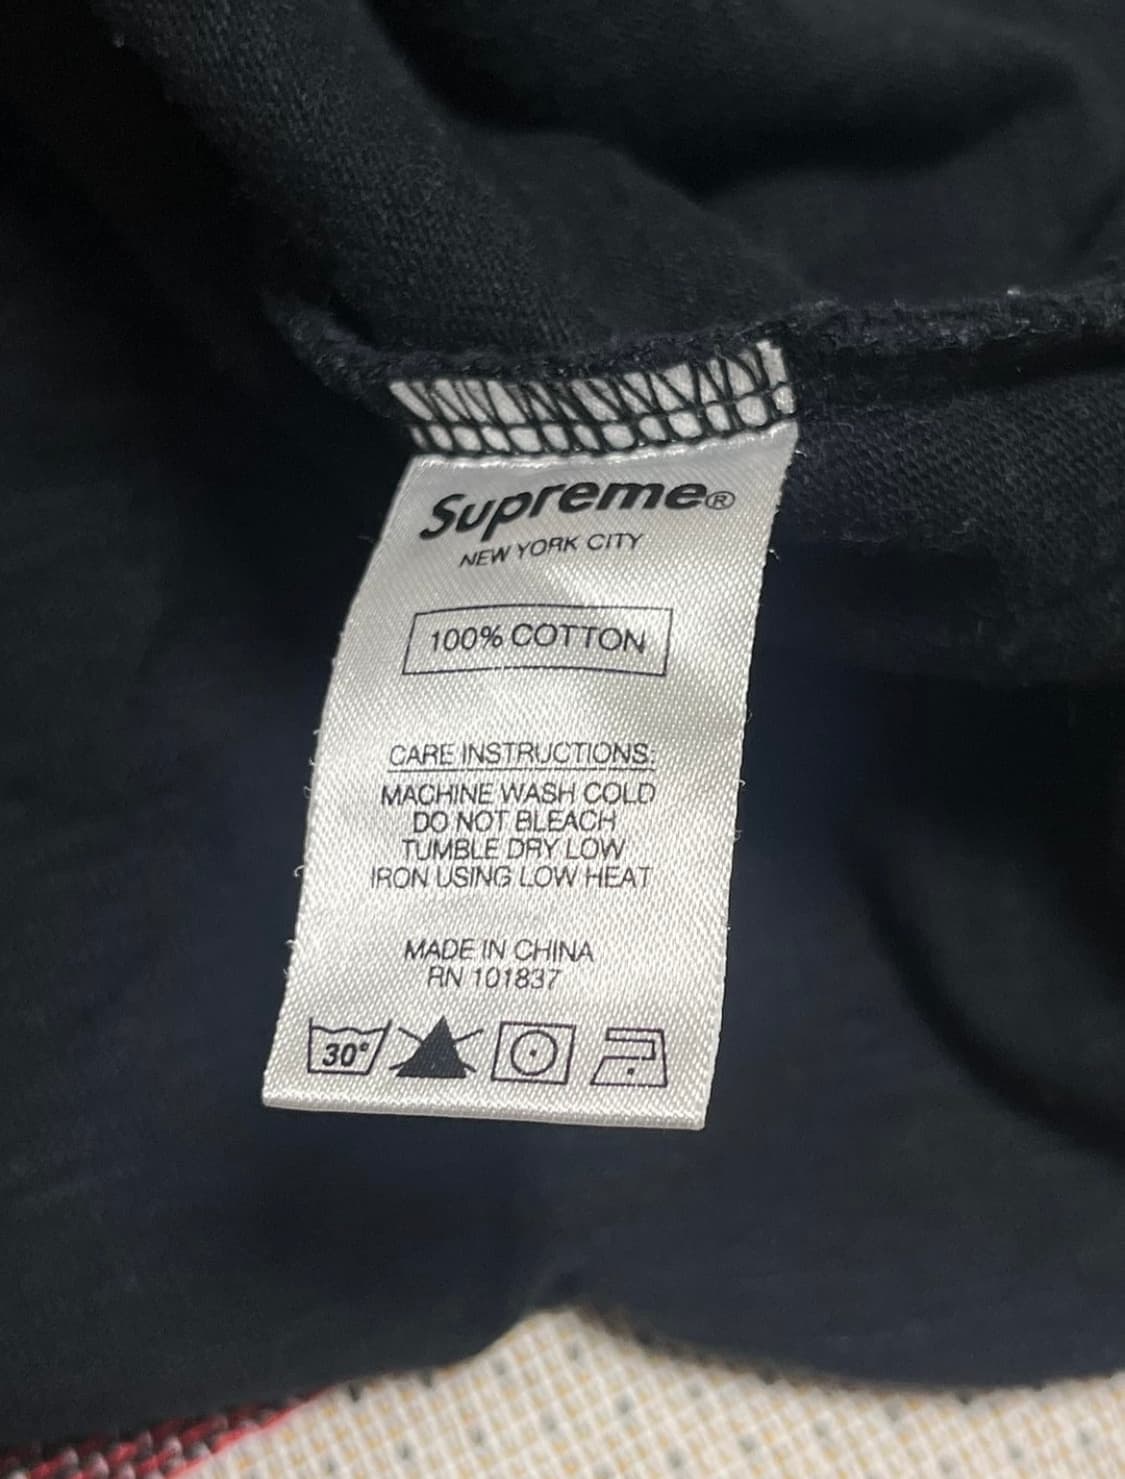 Supreme®
NEW YORK CITY
100% COTTON
CARE INSTRUCTIONS:
MACHINE WASH COLD
DO NOT BLEACH
TUMBLE DRY LOW
IRON USING LOW HEAT
MADE IN CHINA
RN 101837
30°